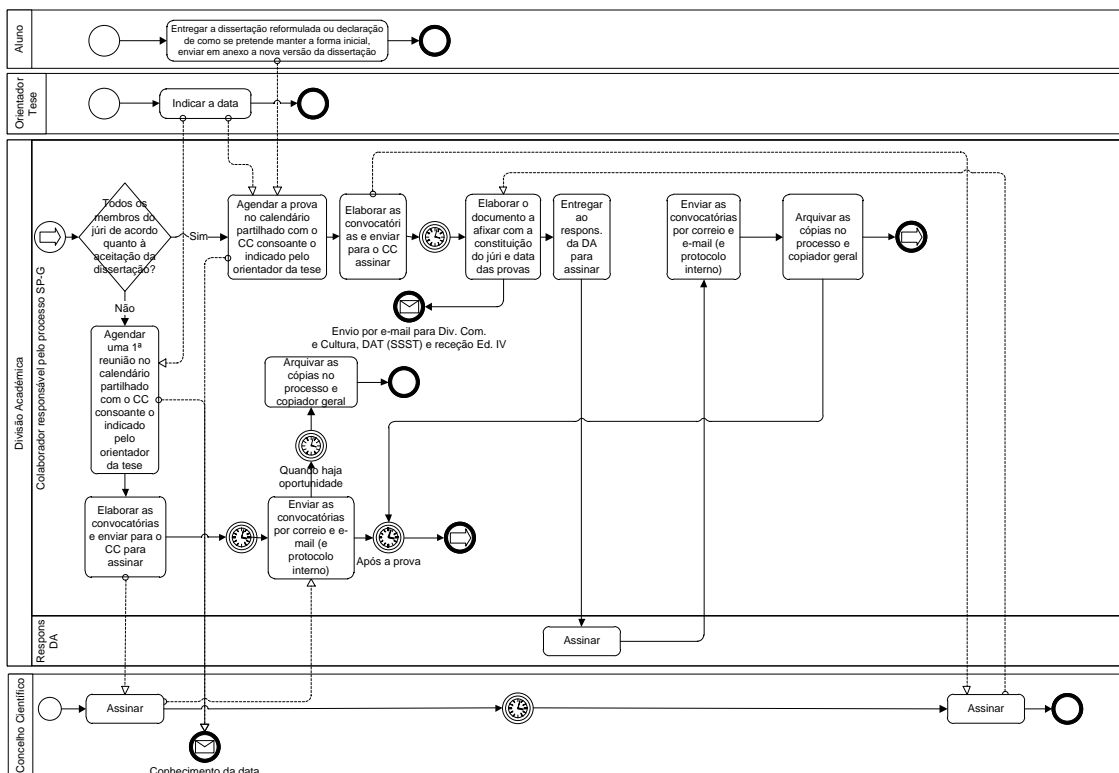 Aluno
Entregar a dissertação reformulada ou declaração
de como se pretende manter a forma inicial,
enviar em anexo a nova versão da dissertação
Orientador
Tese
Indicar a data
Divisão Académica
Colaborador responsável pelo processo SP-G
Todos os
membros do
júri de acordo
quanto à
aceitação da
dissertação?
Sim
Não
Agendar a prova
no calendário
partilhado com o
CC consoante o
indicado pelo
orientador da tese
Elaborar as
convocatóri
as e enviar
para o CC
assinar
Elaborar o
documento a
afixar com a
constituição
do júri e data
das provas
Entregar
ao
respons.
da DA
para
assinar
Enviar as
convocatórias
por correio e
e-mail (e
protocolo
interno)
Arquivar as
cópias no
processo e
copiador geral
Envio por e-mail para Div. Com.
e Cultura, DAT (SSST) e receção Ed. IV
Agendar
uma 1ª
reunião no
calendário
partilhado
com o CC
consoante o
indicado
pelo
orientador
da tese
Arquivar as
cópias no
processo e
copiador geral
Quando haja
oportunidade
Elaborar as
convocatórias
e enviar para o
CC para
assinar
Enviar as
convocatórias
por correio e e-
mail (e
protocolo
interno)
Após a prova
Respons
DA
Assinar
Concelho Científico
Assinar
Assinar
Conhecimento da data